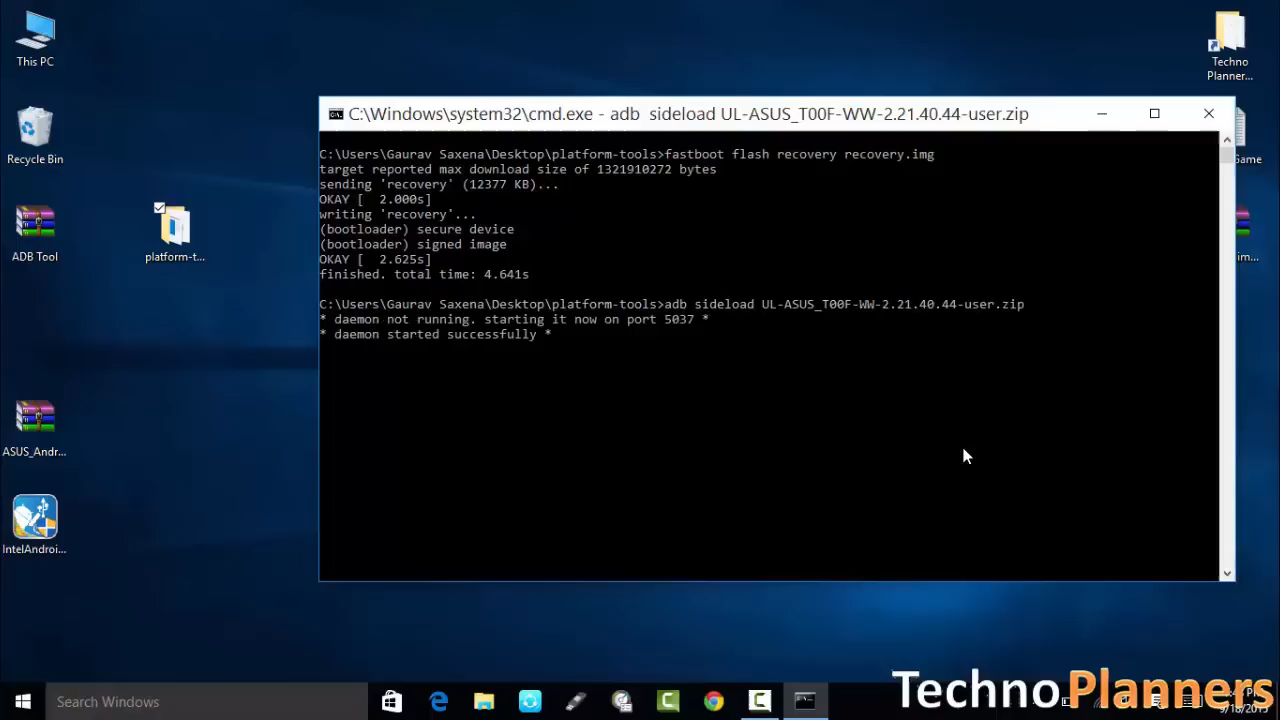 This PC
Recycle Bin
ADB Tool
platform-t...
ASUS_Andr...
IntelAndroi...
Techno
Planner...
C:\Windows\system32\cmd.exe - adb  sideload UL-ASUS_T00F-WW-2.21.40.44-user.zip
C:\Users\Gaurav Saxena\Desktop\platform-tools>fastboot flash recovery recovery.img
target reported max download size of 1321910272 bytes
sending 'recovery' (12377 KB)...
OKAY [  2.000s]
writing 'recovery'...
(bootloader) secure device
(bootloader) signed image
OKAY [  2.625s]
finished. total time: 4.641s
C:\Users\Gaurav Saxena\Desktop\platform-tools>adb sideload UL-ASUS_T00F-WW-2.21.40.44-user.zip
* daemon not running. starting it now on port 5037 *
* daemon started successfully *
Game
Search Windows
Techno Planners